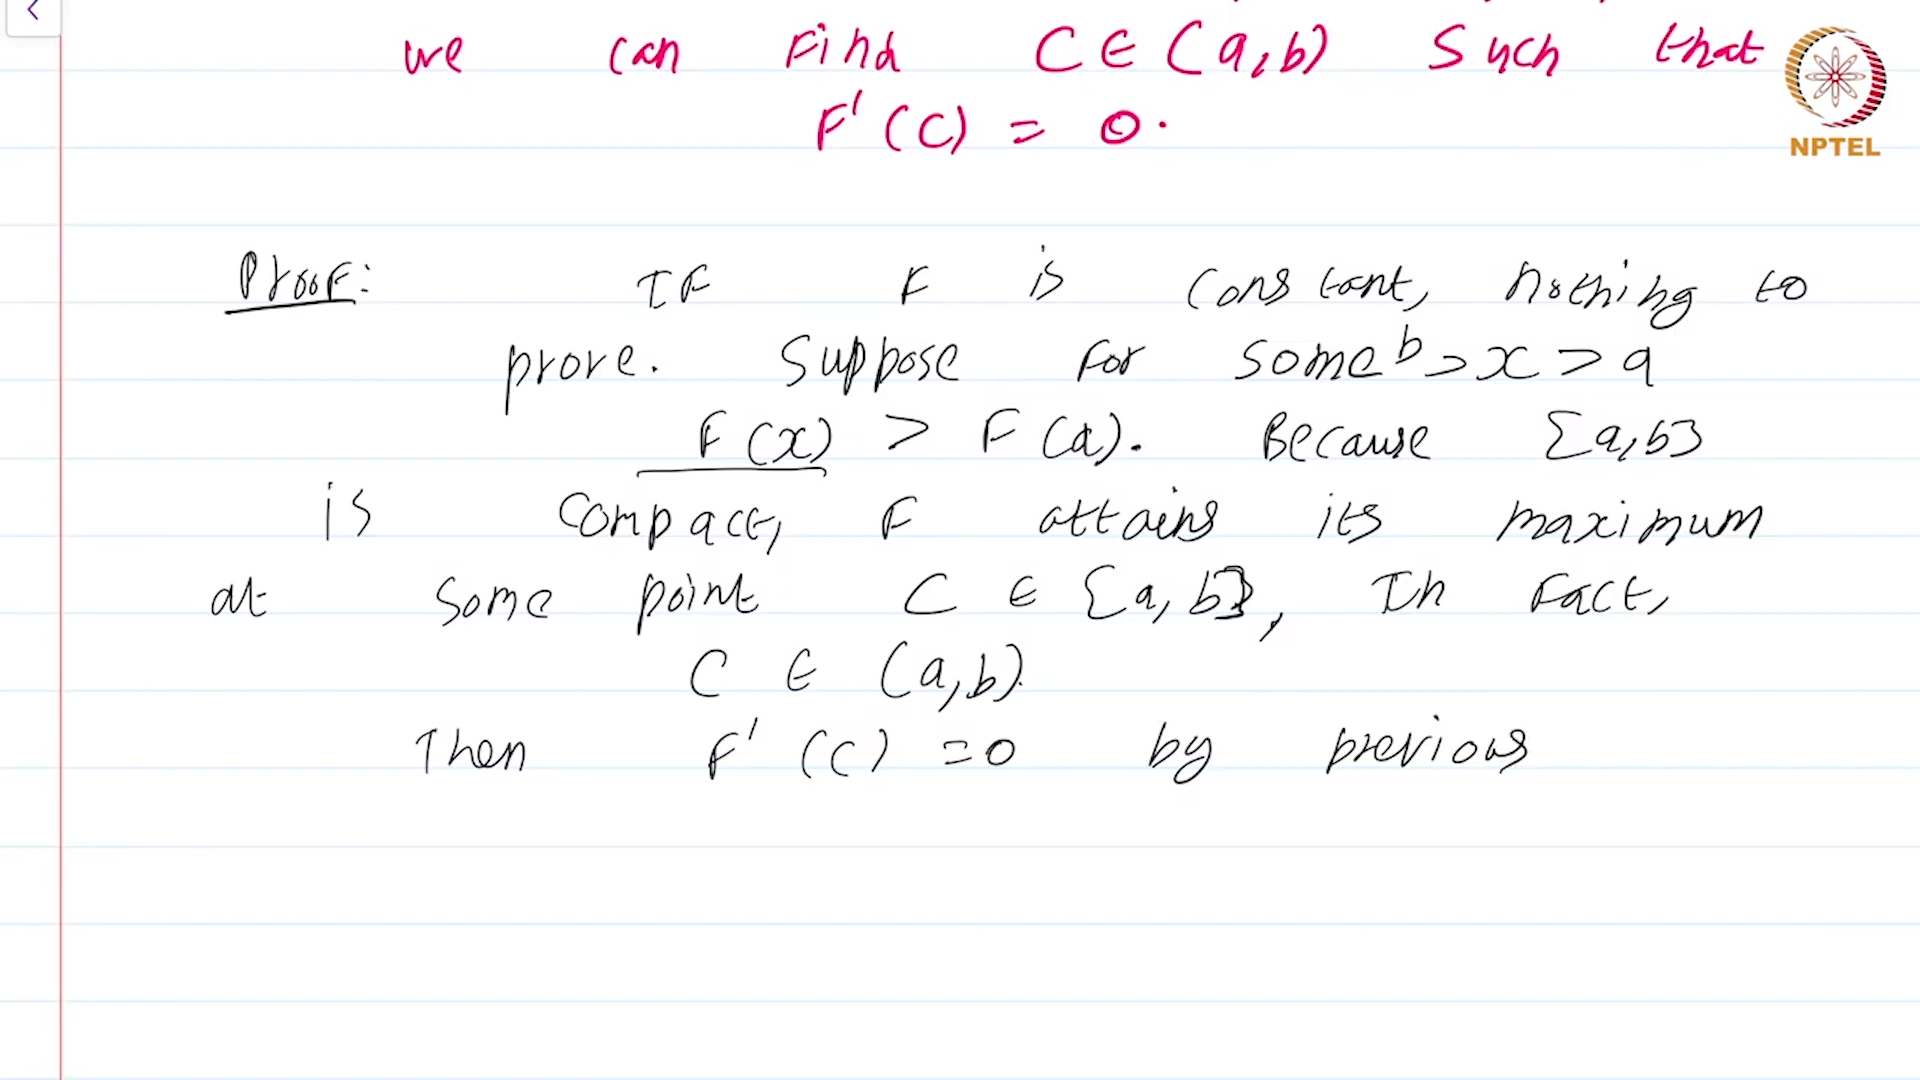 we can find C ∈ (a,b) such that
F'(c) = 0.
NPTEL
Proof: If F is constant, nothing to
prove. Suppose for some b > x > a
F(x) > F(a). Because [a,b]
is compact, F attains its maximum
at some point C ∈ [a,b], In fact,
C ∈ (a,b).
Then F'(c) = 0 by previous